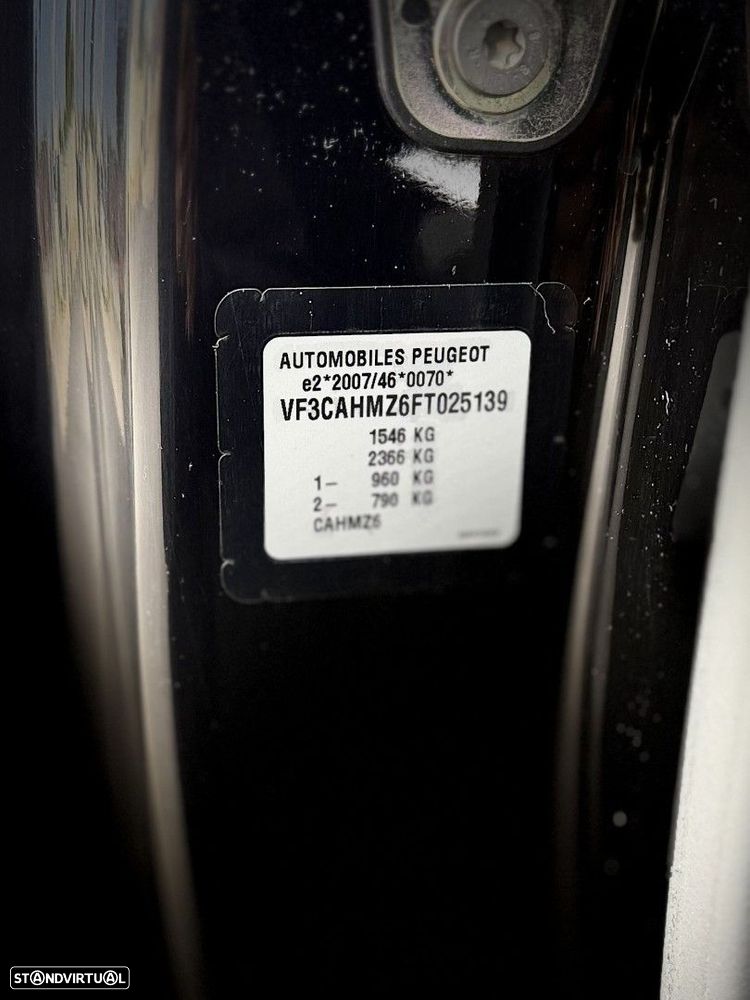 AUTOMOBILES PEUGEOT
e2*2007/46*0070*
VF3CAHMZ6FT025139
1546 KG
2366 KG
1– 960 KG
2– 790 KG
CAHMZ6
STANDVIRTUAL